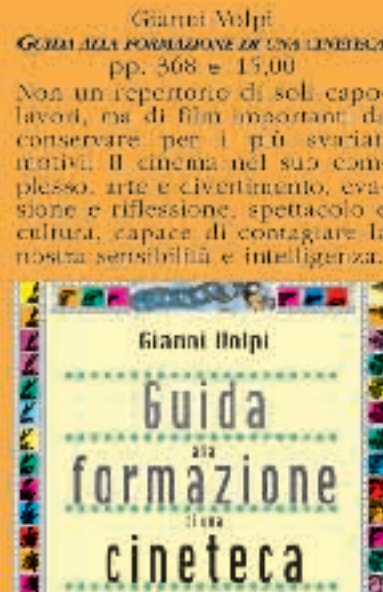 Gianni Volpi
GUIDA ALLA FORMAZIONE DI UNA CINETECA
pp. 368 e 15,00
Non un repertorio di soli capo-
lavori, ma di film importanti da
conservare per i più svariati
motivi. Il cinema nel suo com-
plesso, arte e divertimento, eva-
sione e riflessione, spettacolo e
cultura, capace di contagiare la
nostra sensibilità e intelligenza.
Gianni Volpi
Guida
alla
formazione
di una
cineteca